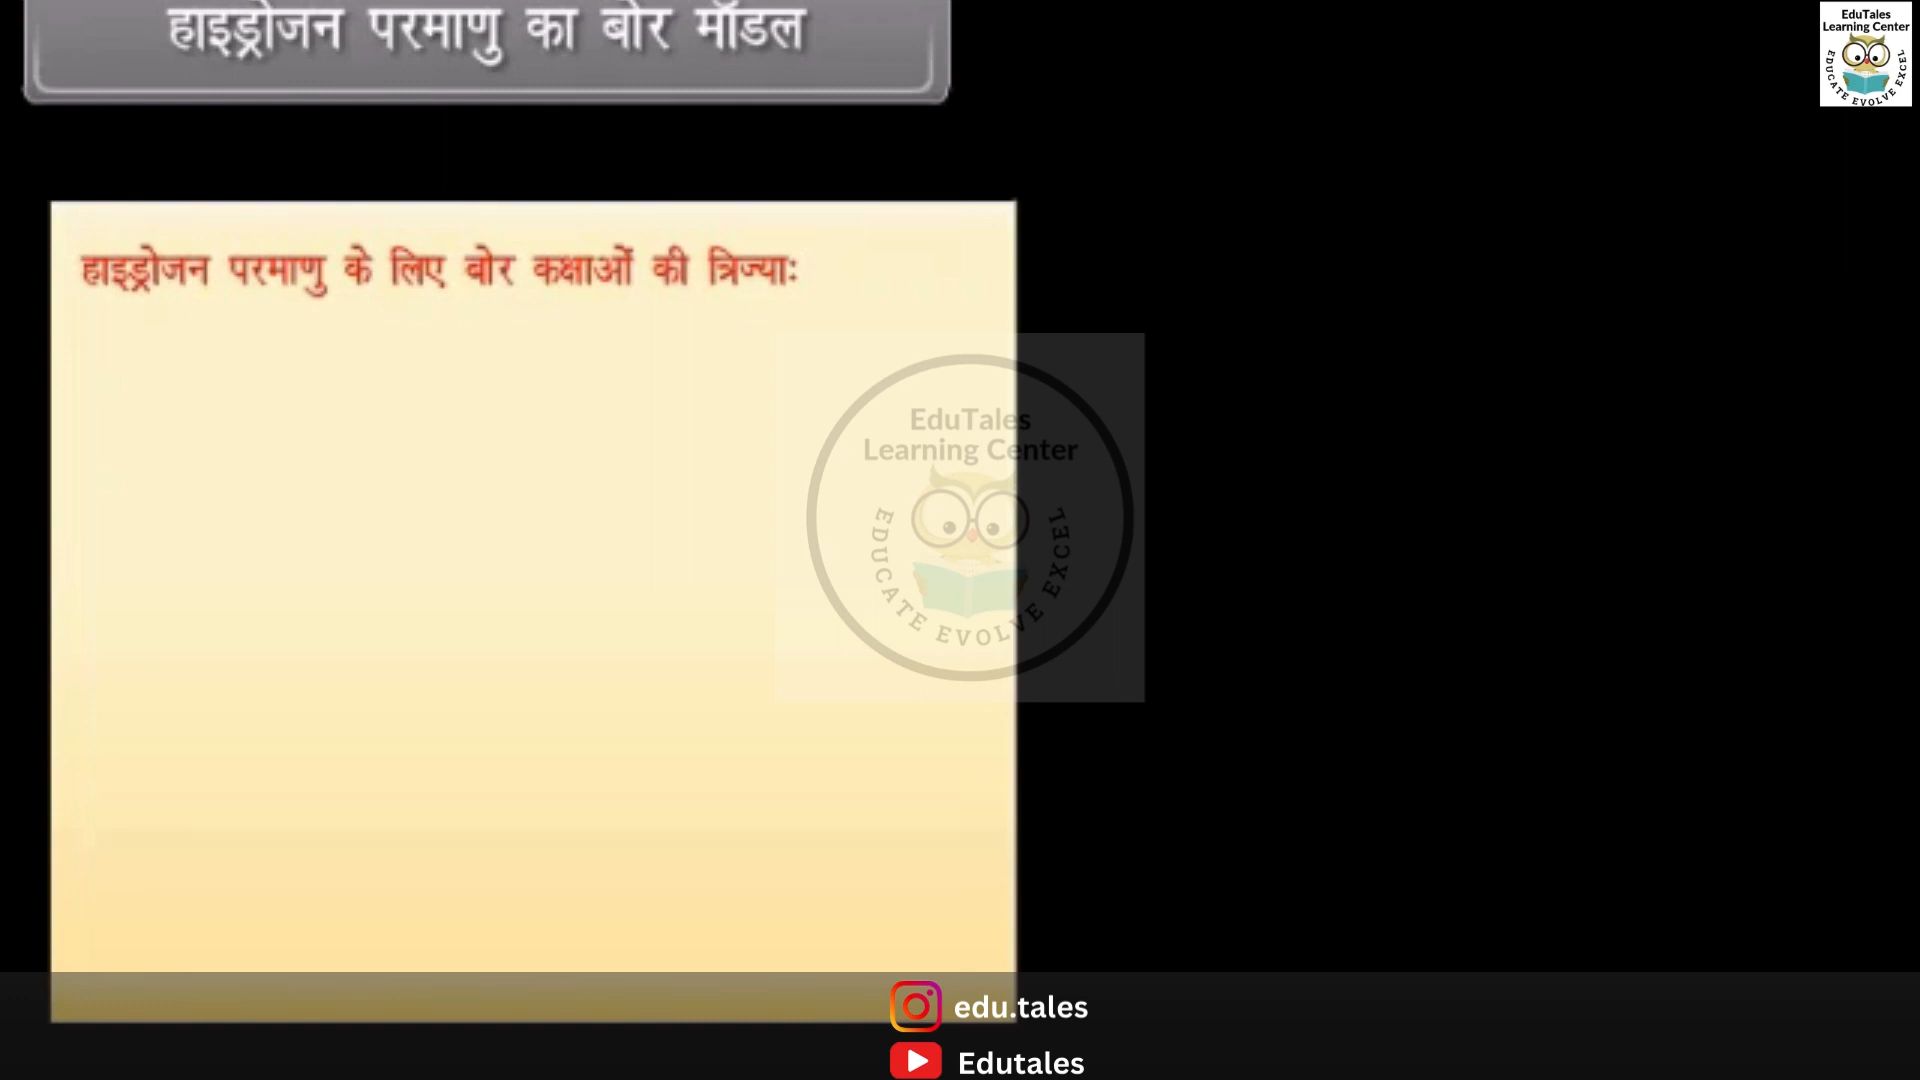 हाइड्रोजन परमाणु का बोर मॉडल
EduTales
Learning Center
EDUCATE EVOLVE EXCEL
हाइड्रोजन परमाणु के लिए बोर कक्षाओं की त्रिज्याः
EduTales
Learning Center
EDUCATE EVOLVE EXCEL
edu.tales
Edutales